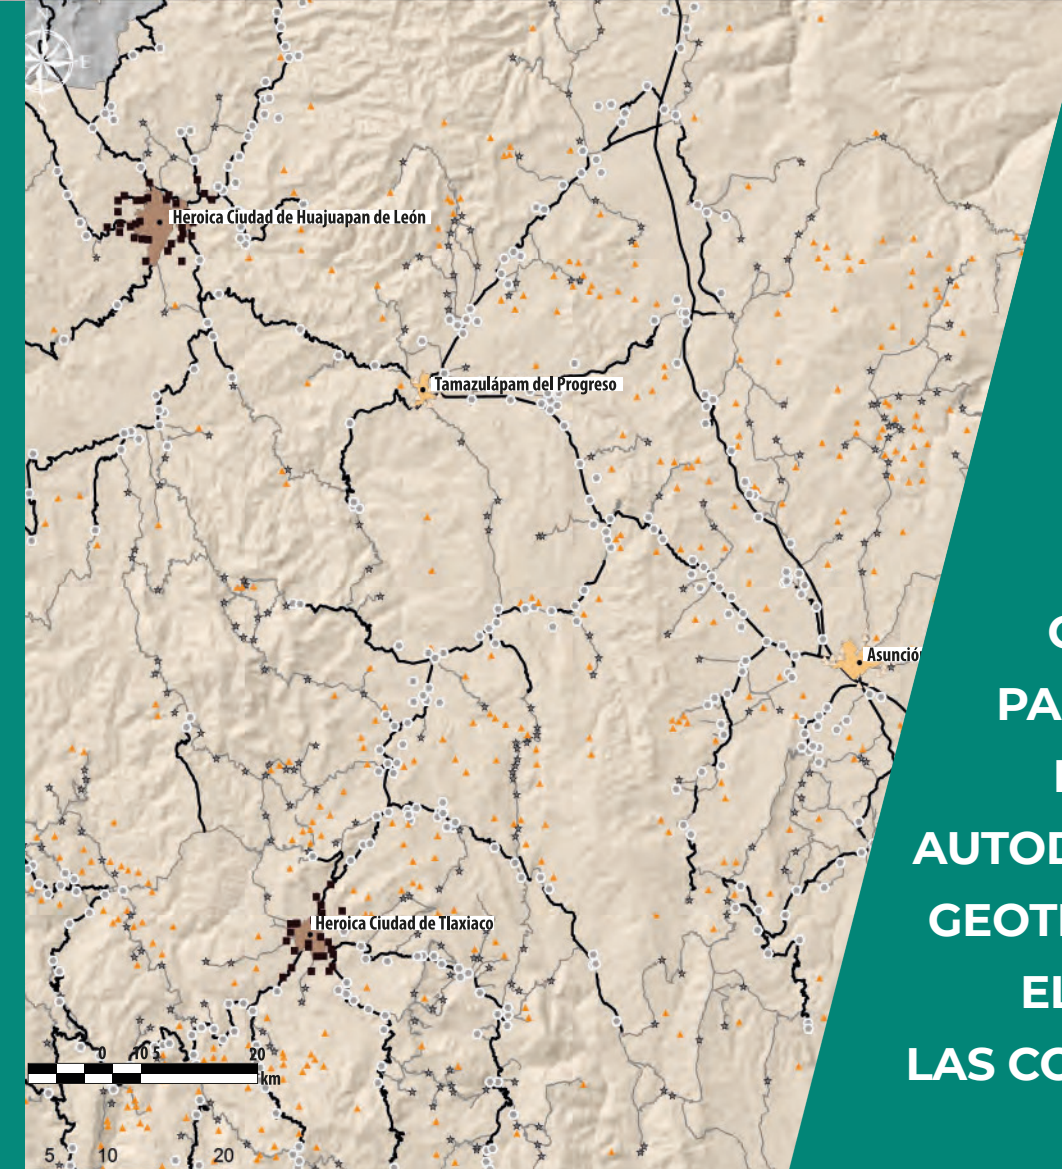 E
Heroica Ciudad de Huajuapan de León
Tamazulápam del Progreso
Asunción
PA
AUTOD
GEOT
EL
LAS CO
Heroica Ciudad de Tlaxiaco
0 10 5 20
km
5 10 20